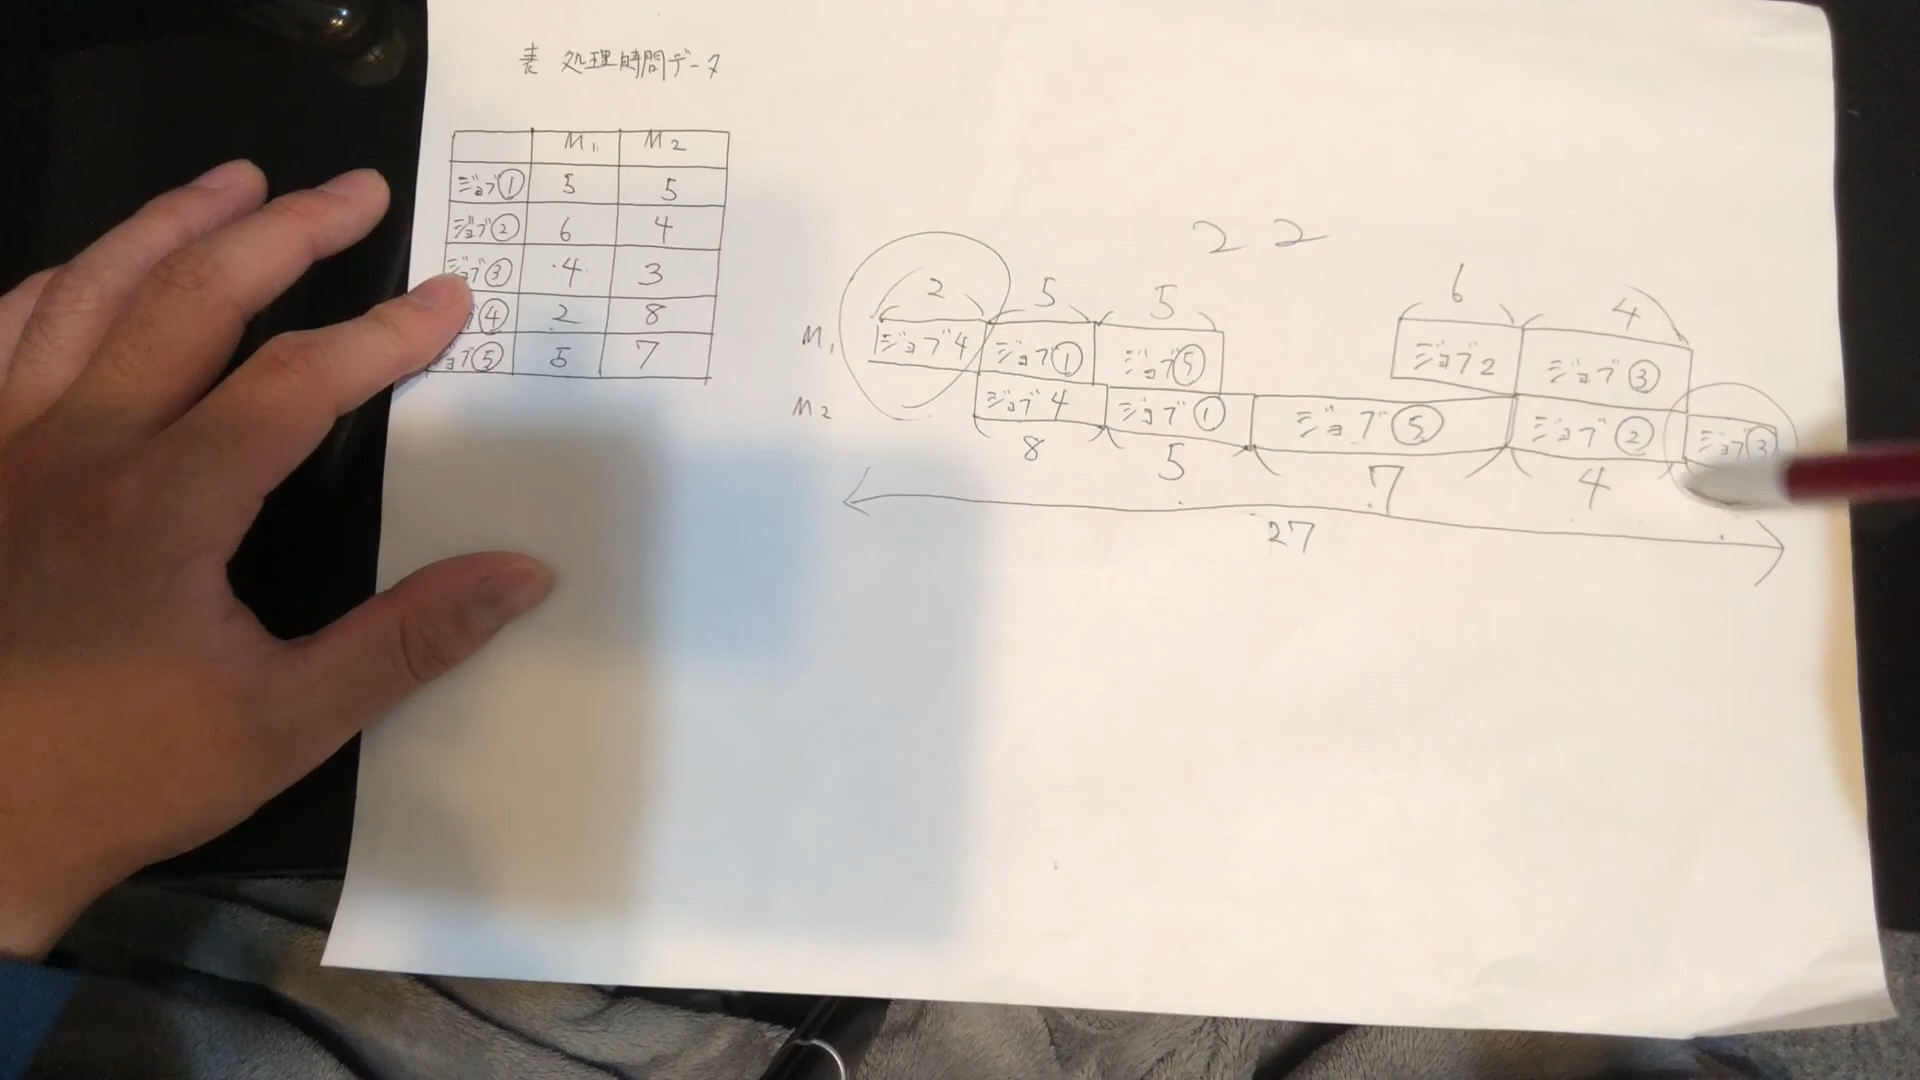 表 処理時間データ
M1 M2
ジョブ① 5 5
ジョブ② 6 4
ジョブ③ 4 3
ブ④ 2 8
ジョブ⑤ 5 7
22
2 5 5 6 4
M1 ジョブ4 ジョブ① ジョブ⑤ ジョブ2 ジョブ③
M2 ジョブ4 ジョブ① ジョブ⑤ ジョブ② ジョブ③
8 5 7 4
27